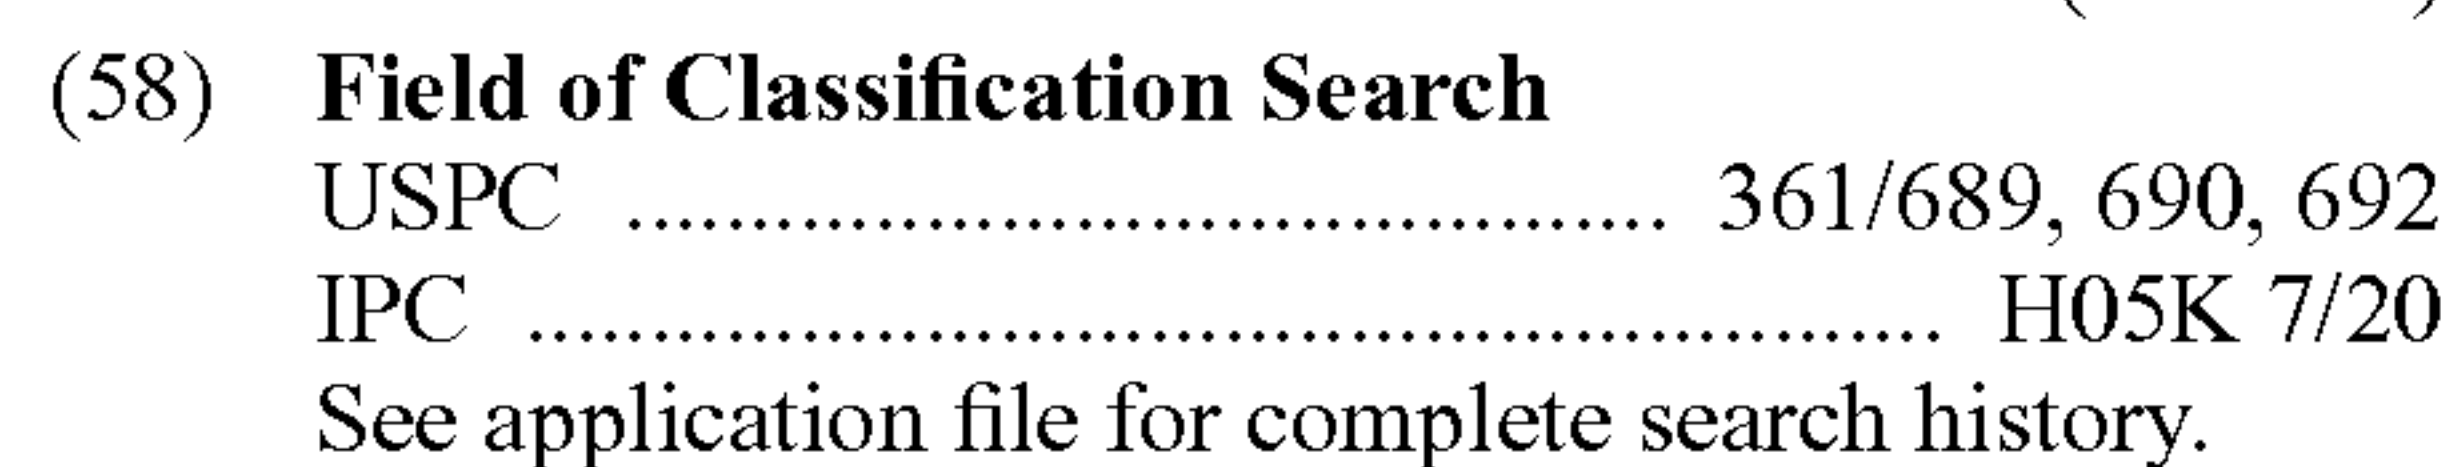 (58) Field of Classification Search
USPC .......................................... 361/689, 690, 692
IPC ......................................................... H05K 7/20
See application file for complete search history.